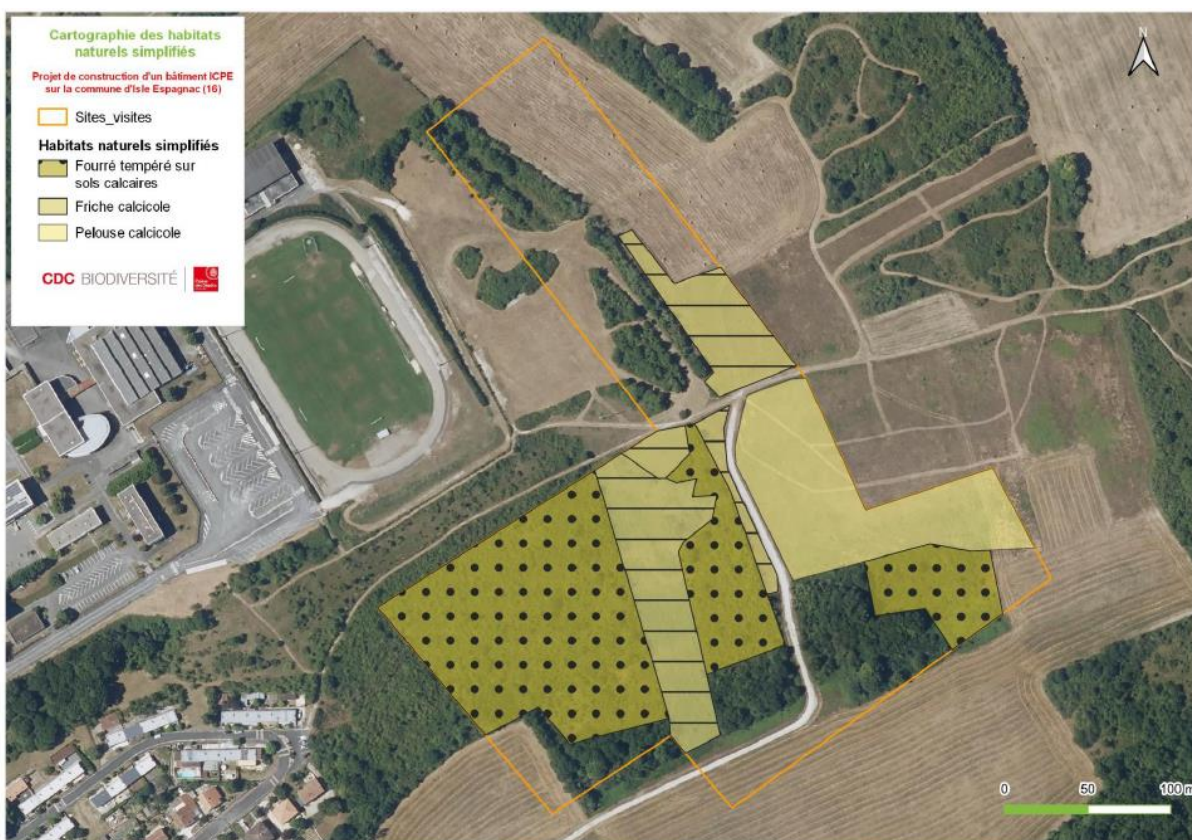 Cartographie des habitats
naturels simplifiés
Projet de construction d'un bâtiment ICPE
sur la commune d'Isle Espagnac (16)
Sites_visites
Habitats naturels simplifiés
Fourré tempéré sur
sols calcaires
Friche calcicole
Pelouse calcicole
CDC BIODIVERSITÉ
N
0 50 100 m